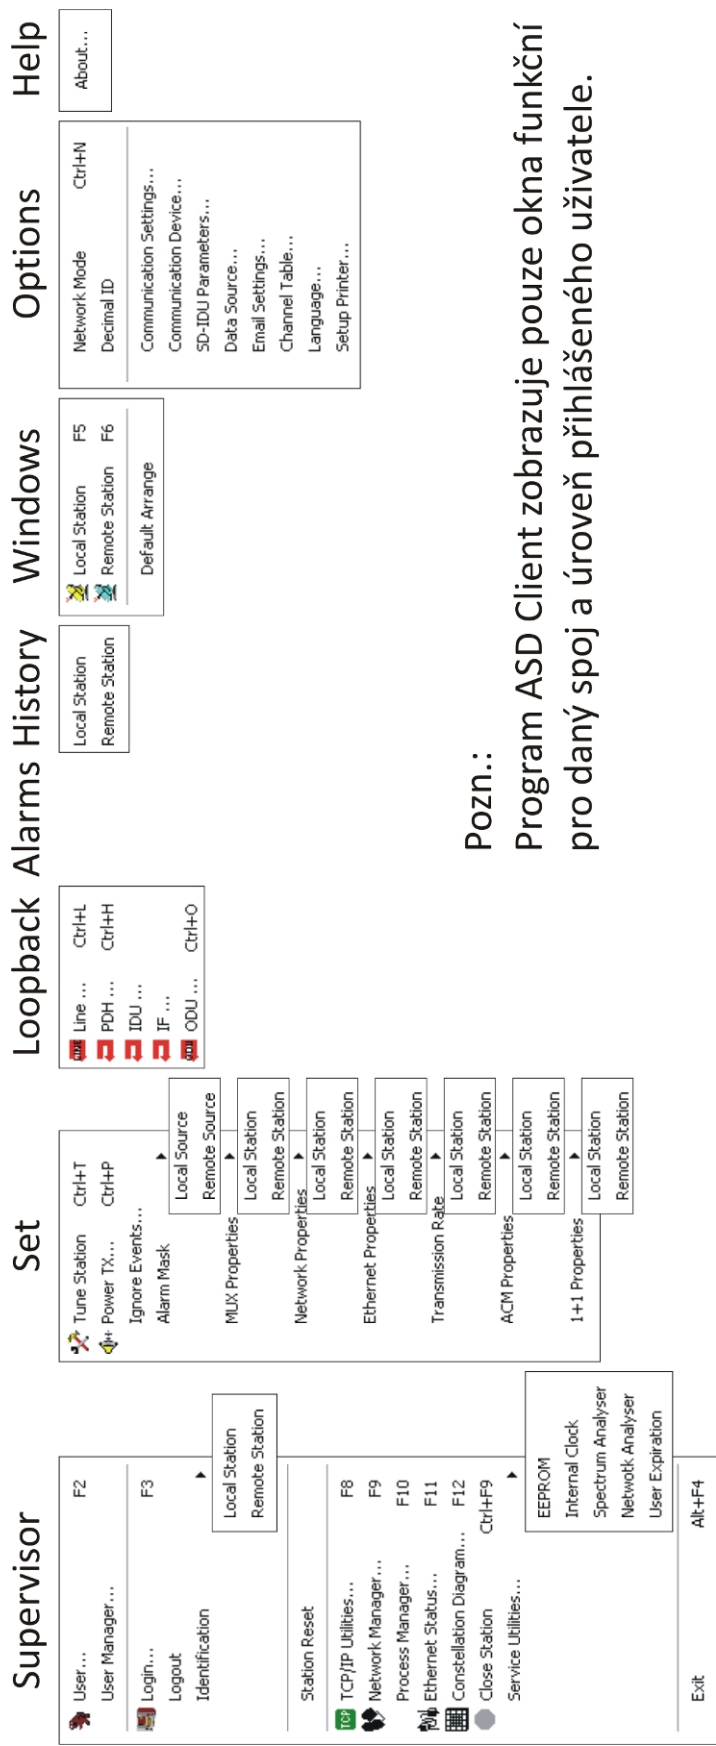 Supervisor
User... F2
User Manager...
Login... F3
Logout
Identification
Local Station
Remote Station
Station Reset
TCP TCP/IP Utilities... F8
Network Manager... F9
Process Manager... F10
Ethernet Status... F11
Constellation Diagram... F12
Close Station Ctrl+F9
Service Utilities...
EEPROM
Internal Clock
Spectrum Analyser
Netwotk Analyser
User Expiration
Exit Alt+F4
Set
Tune Station Ctrl+T
Power TX... Ctrl+P
Ignore Events...
Alarm Mask
Local Source
Remote Source
MUX Properties
Local Station
Remote Station
Network Properties
Local Station
Remote Station
Ethernet Properties
Local Station
Remote Station
Transmission Rate
Local Station
Remote Station
ACM Properties
Local Station
Remote Station
1+1 Properties
Local Station
Remote Station
Loopback
LINE Line ... Ctrl+L
PDH ... Ctrl+H
IDU ...
IF ...
ODU ODU ... Ctrl+O
Alarms History
Local Station
Remote Station
Windows
Local Station F5
Remote Station F6
Default Arrange
Options
Network Mode Ctrl+N
Decimal ID
Communication Settings...
Communication Device...
SD-IDU Parameters...
Data Source...
Email Settings...
Channel Table...
Language...
Setup Printer...
Help
About...
Pozn.:
Program ASD Client zobrazuje pouze okna funkční
pro daný spoj a úroveň přihlášeného uživatele.